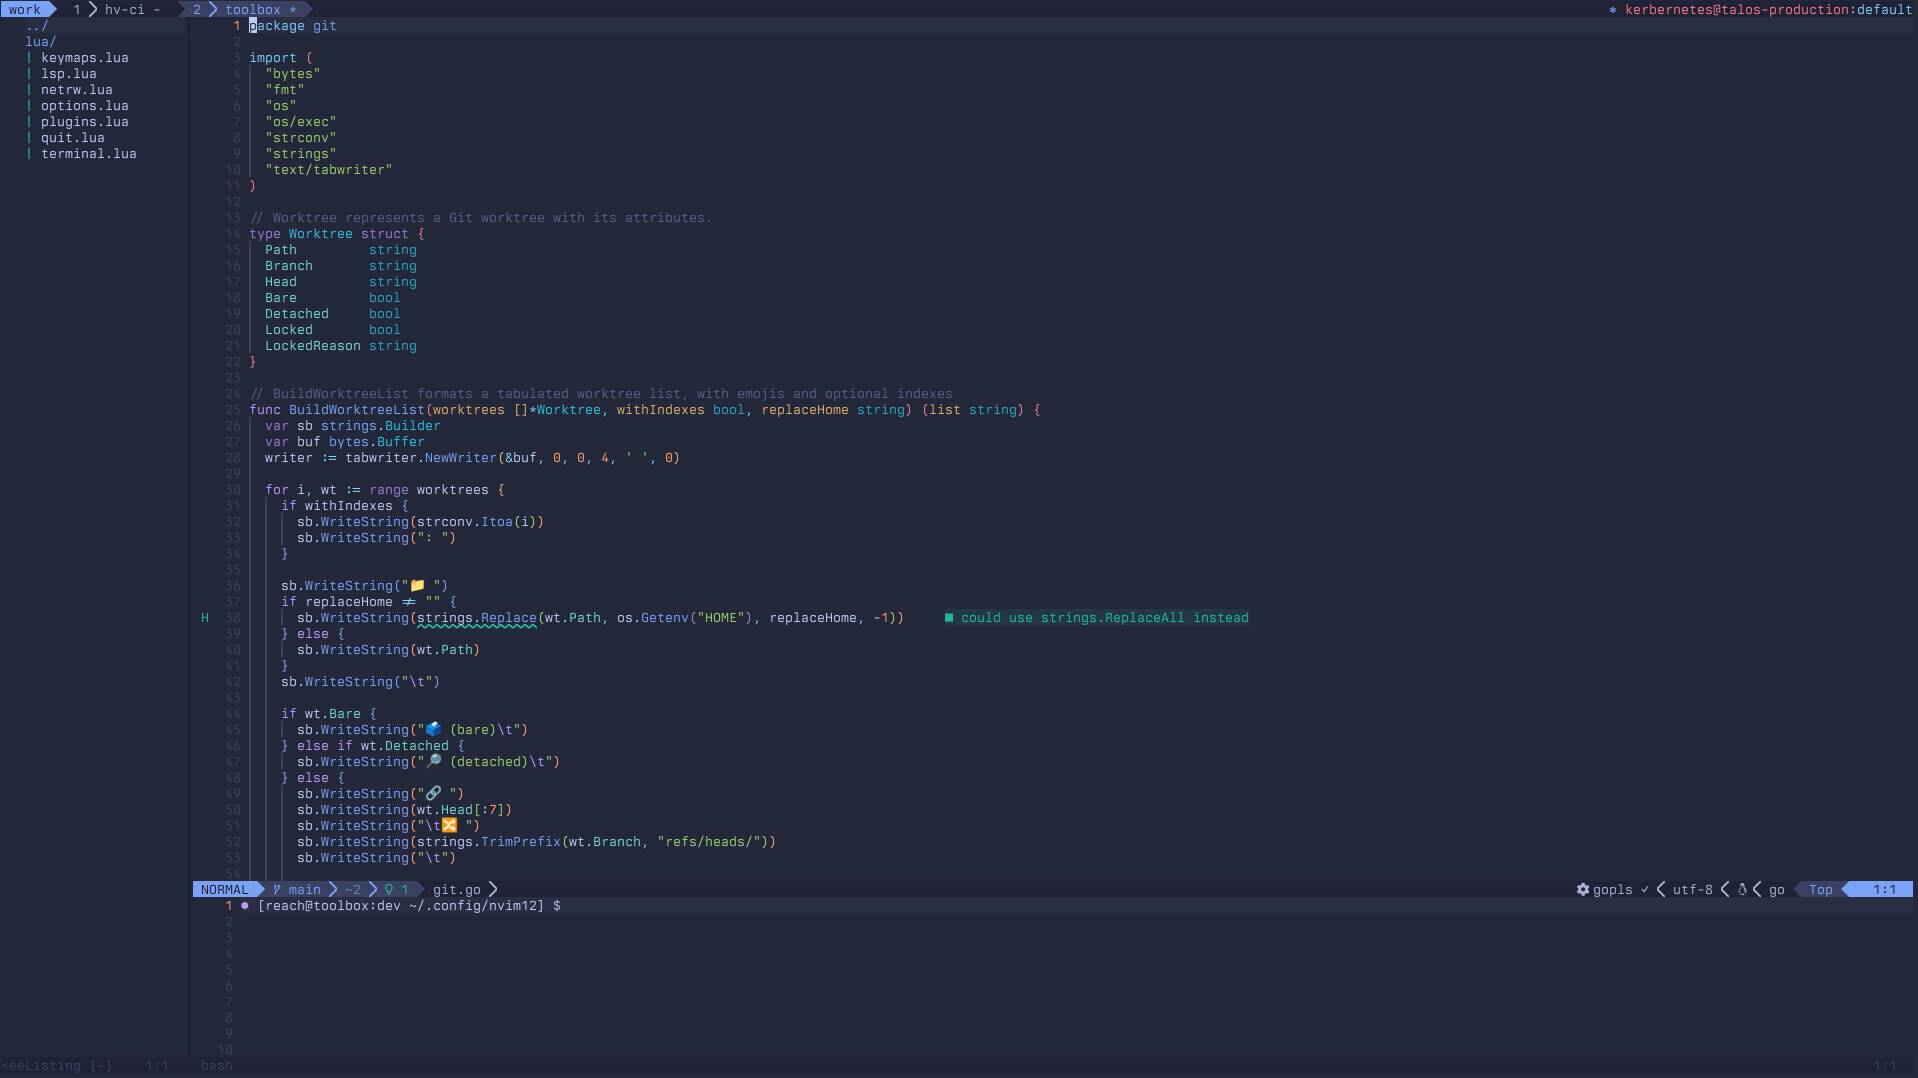 work  1  hv-ci -  2  toolbox *  * kerbernetes@talos-production:default
../
lua/
| keymaps.lua
| lsp.lua
| netrw.lua
| options.lua
| plugins.lua
| quit.lua
| terminal.lua
1 package git
2
3 import (
4   "bytes"
5   "fmt"
6   "os"
7   "os/exec"
8   "strconv"
9   "strings"
10   "text/tabwriter"
11 )
12
13 // Worktree represents a Git worktree with its attributes.
14 type Worktree struct {
15   Path         string
16   Branch       string
17   Head         string
18   Bare         bool
19   Detached     bool
20   Locked       bool
21   LockedReason string
22 }
23
24 // BuildWorktreeList formats a tabulated worktree list, with emojis and optional indexes
25 func BuildWorktreeList(worktrees []*Worktree, withIndexes bool, replaceHome string) (list string) {
26   var sb strings.Builder
27   var buf bytes.Buffer
28   writer := tabwriter.NewWriter(&buf, 0, 0, 4, ' ', 0)
29
30   for i, wt := range worktrees {
31     if withIndexes {
32       sb.WriteString(strconv.Itoa(i))
33       sb.WriteString(": ")
34     }
35
36     sb.WriteString("📁 ")
37     if replaceHome != "" {
H 38       sb.WriteString(strings.Replace(wt.Path, os.Getenv("HOME"), replaceHome, -1))     ■ could use strings.ReplaceAll instead
39     } else {
40       sb.WriteString(wt.Path)
41     }
42     sb.WriteString("\t")
43
44     if wt.Bare {
45       sb.WriteString("🗳️ (bare)\t")
46     } else if wt.Detached {
47       sb.WriteString("🔎 (detached)\t")
48     } else {
49       sb.WriteString("🔗 ")
50       sb.WriteString(wt.Head[:7])
51       sb.WriteString("\t🔀 ")
52       sb.WriteString(strings.TrimPrefix(wt.Branch, "refs/heads/"))
53       sb.WriteString("\t")
54
NORMAL  main  ~2  1  git.go  gopls ✓  utf-8  go  Top  1:1
1 [reach@toolbox:dev ~/.config/nvim12] $
2
3
4
5
6
7
8
9
10
<eeListing [-]    1:1    bash    1:1